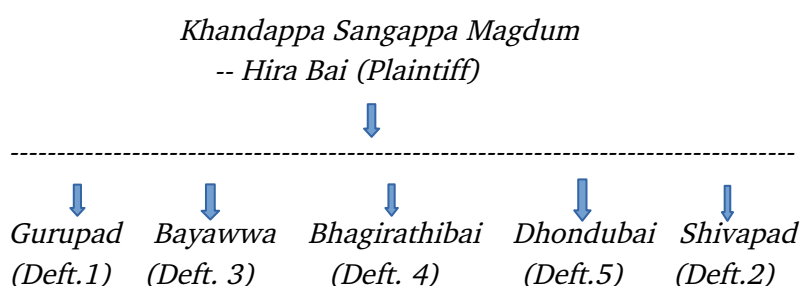 Khandappa Sangappa Magdum
-- Hira Bai (Plaintiff)
-------------------------------------------------------------------------------------
Gurupad Bayawwa Bhagirathibai Dhondubai Shivapad
(Deft.1) (Deft. 3) (Deft. 4) (Deft.5) (Deft.2)